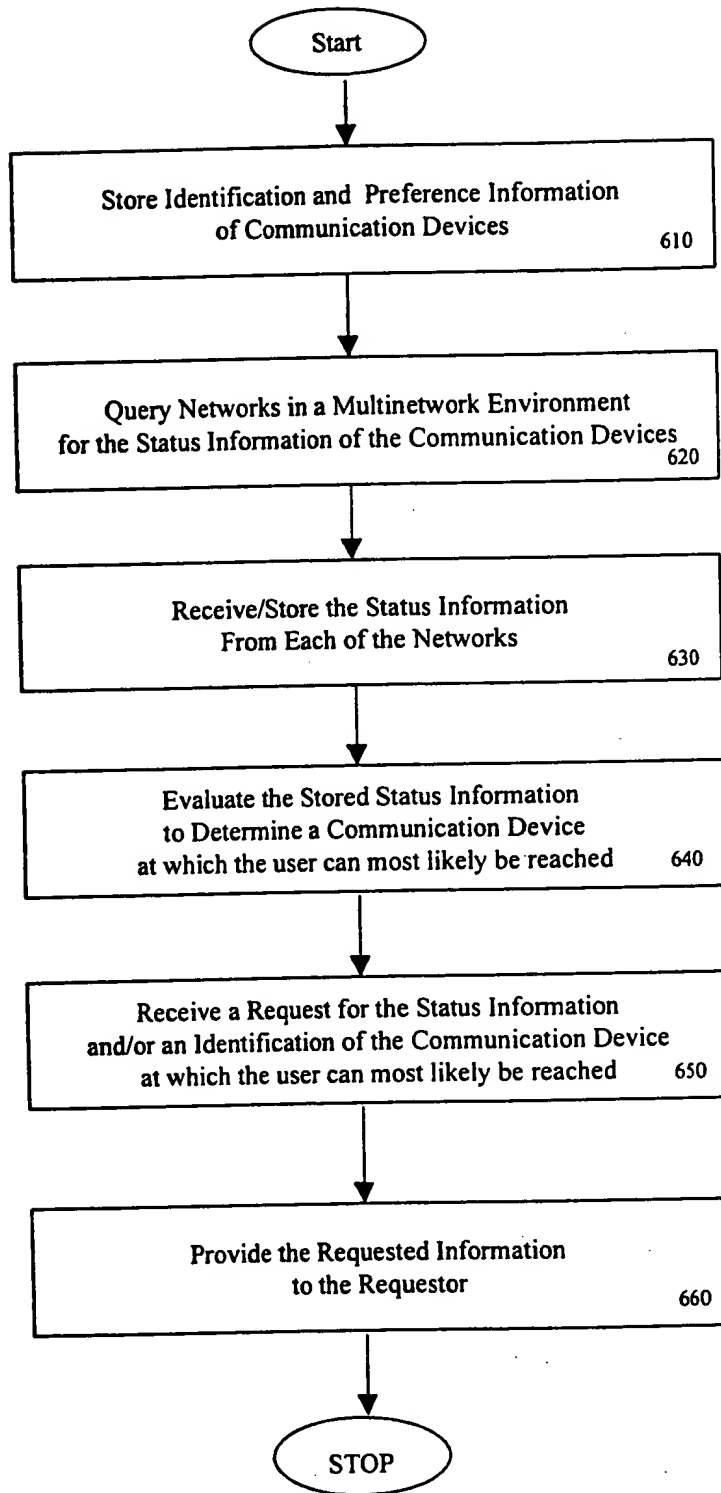 Start
Store Identification and Preference Information
of Communication Devices
610
Query Networks in a Multinetwork Environment
for the Status Information of the Communication Devices
620
Receive/Store the Status Information
From Each of the Networks
630
Evaluate the Stored Status Information
to Determine a Communication Device
at which the user can most likely be reached 640
Receive a Request for the Status Information
and/or an Identification of the Communication Device
at which the user can most likely be reached 650
Provide the Requested Information
to the Requestor
660
STOP